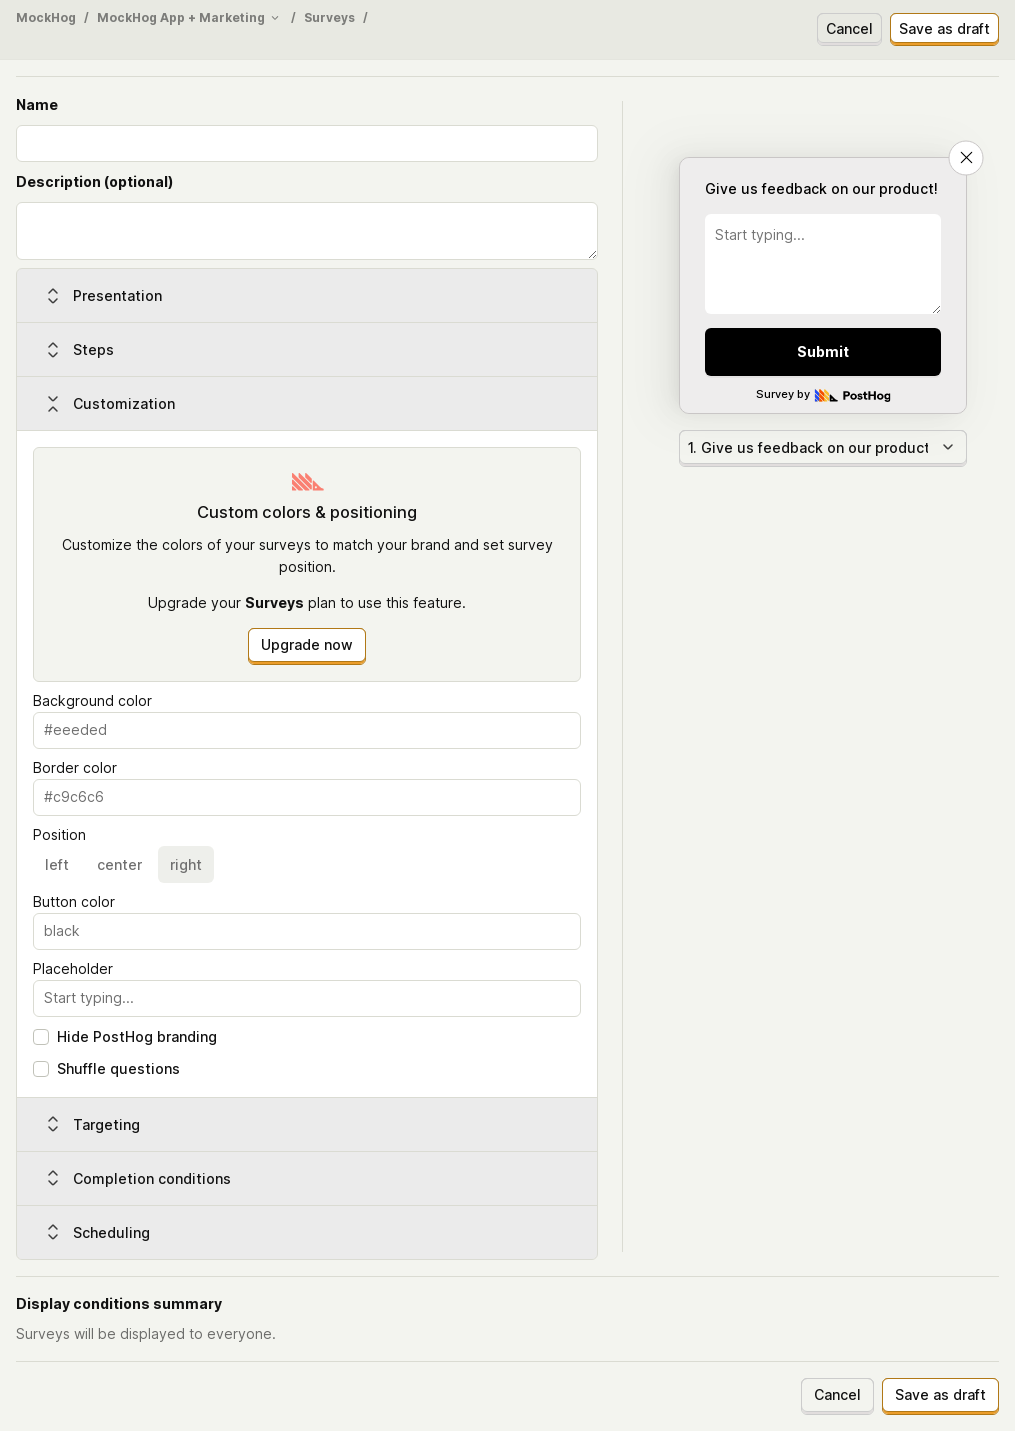 MockHog / MockHog App + Marketing / Surveys /
Cancel
Save as draft
Name
Description (optional)
Presentation
Steps
Customization
Custom colors & positioning
Customize the colors of your surveys to match your brand and set survey
position.
Upgrade your Surveys plan to use this feature.
Upgrade now
Background color
#eeeded
Border color
#c9c6c6
Position
left center right
Button color
black
Placeholder
Start typing...
Hide PostHog branding
Shuffle questions
Targeting
Completion conditions
Scheduling
Give us feedback on our product!
Start typing...
Submit
Survey by PostHog
1. Give us feedback on our product
Display conditions summary
Surveys will be displayed to everyone.
Cancel
Save as draft